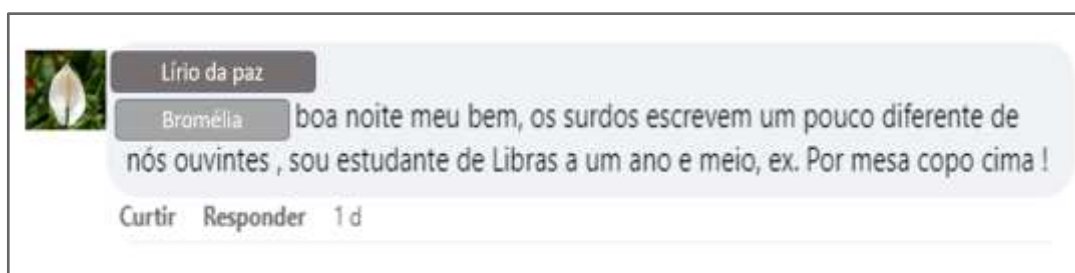 Lírio da paz
Bromélia boa noite meu bem, os surdos escrevem um pouco diferente de
nós ouvintes , sou estudante de Libras a um ano e meio, ex. Por mesa copo cima !
Curtir Responder 1 d